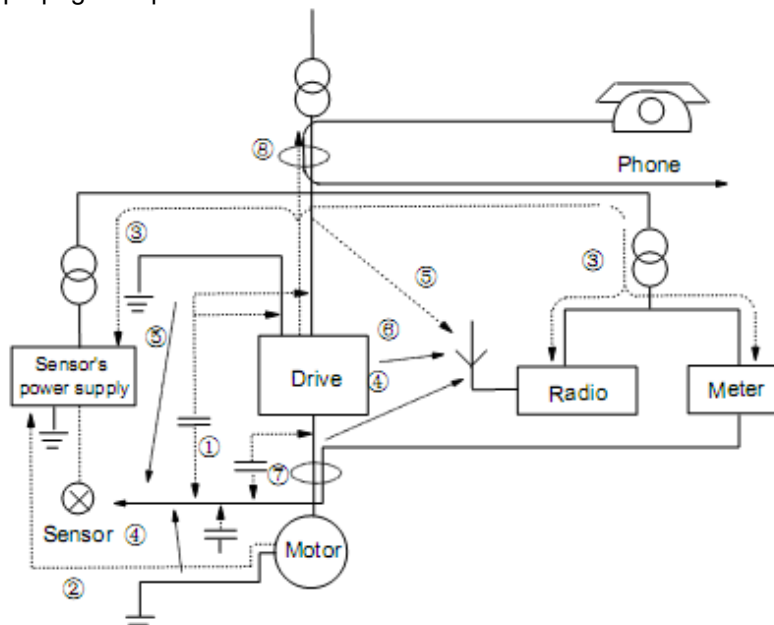 ⑧
Phone
③
③
⑤
⑤
⑥
Sensor's
power supply
Drive
④
Radio
Meter
①
⑦
Sensor ④
Motor
②